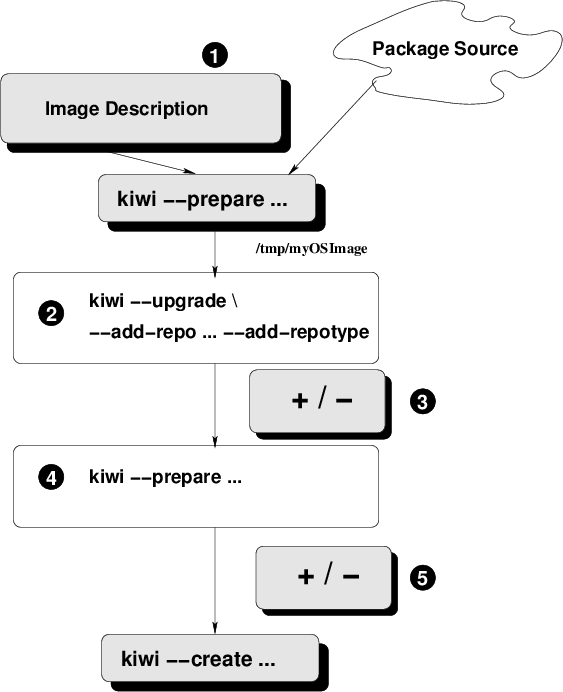 1
Package Source
Image Description
kiwi −−prepare ...
/tmp/myOSImage
2
kiwi −−upgrade \
−−add−repo ... −−add−repotype
+ / −
3
4
kiwi −−prepare ...
+ / −
5
kiwi −−create ...